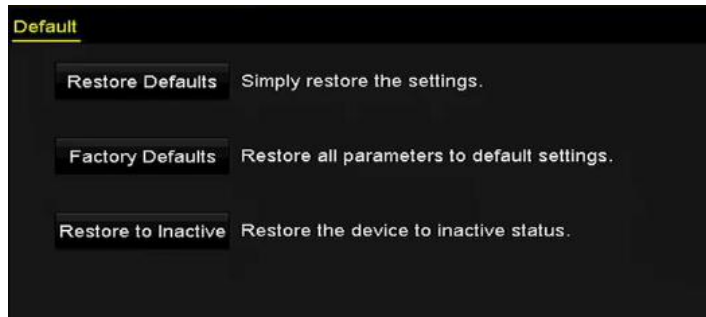 Default
Restore Defaults Simply restore the settings.
Factory Defaults Restore all parameters to default settings.
Restore to Inactive Restore the device to inactive status.